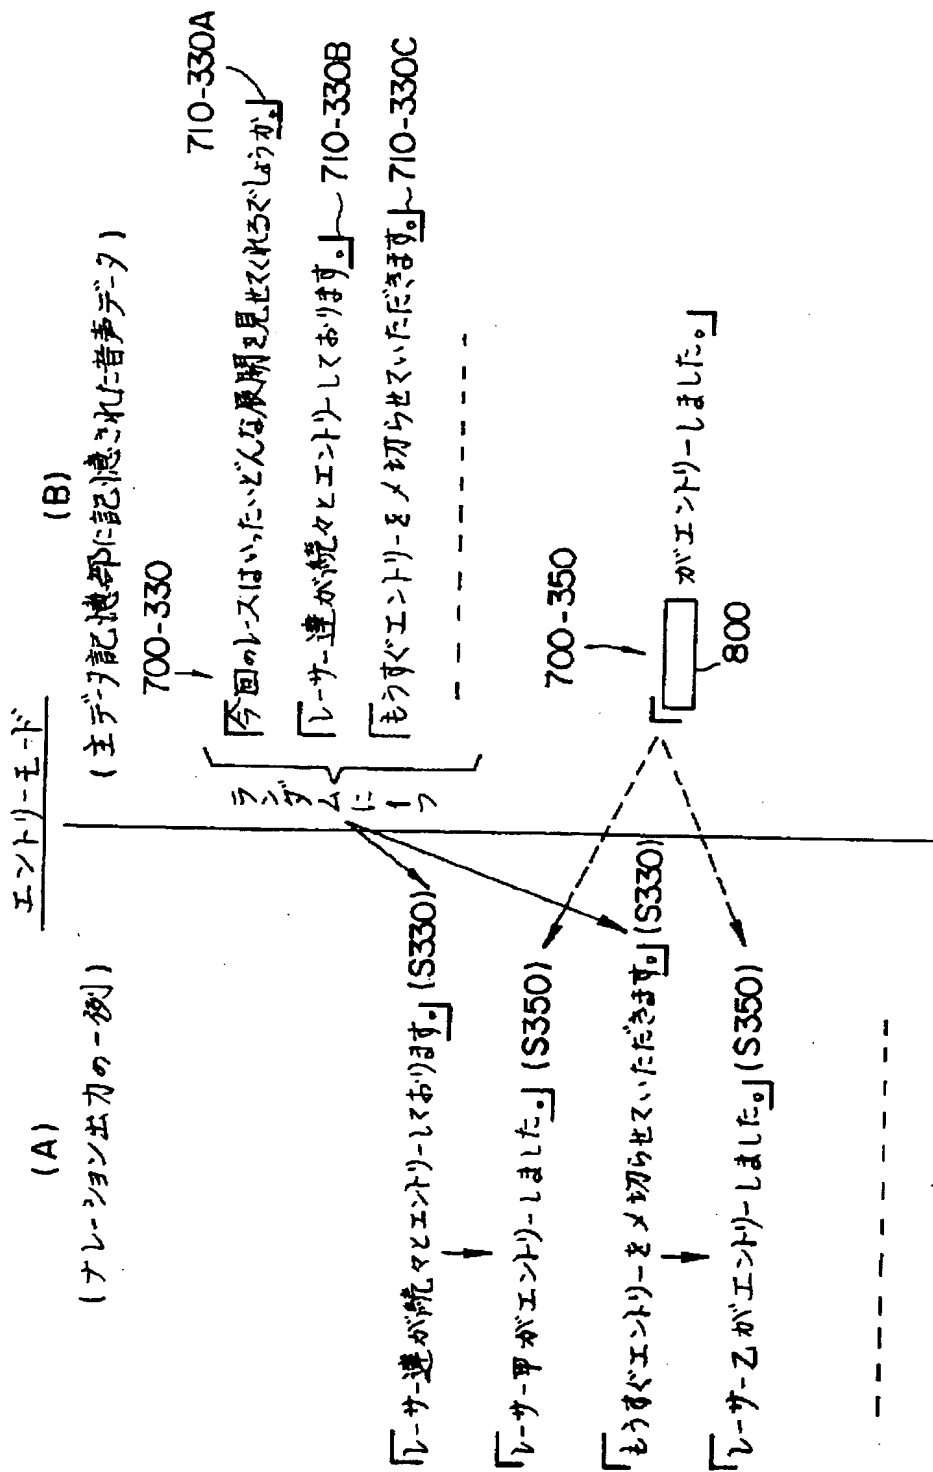 エントリーモード
(A)
(ナレーション出力の一例)
「レーサー達が続々とエントリーしております。」(S330)
「レーサー甲がエントリーしました。」(S350)
「もうすぐエントリーを〆切らせていただきます。」(S330)
「レーサー乙がエントリーしました。」(S350)
(B)
(主データ記憶部に記憶された音声データ)
700-330
ランダムに1つ
「今回のレースはいったいどんな展開を見せてくれるでしょうか。」
710-330A
「レーサー達が続々とエントリーしております。」~710-330B
「もうすぐエントリーを〆切らせていただきます。」~710-330C
700-350
「 がエントリーしました。」
800